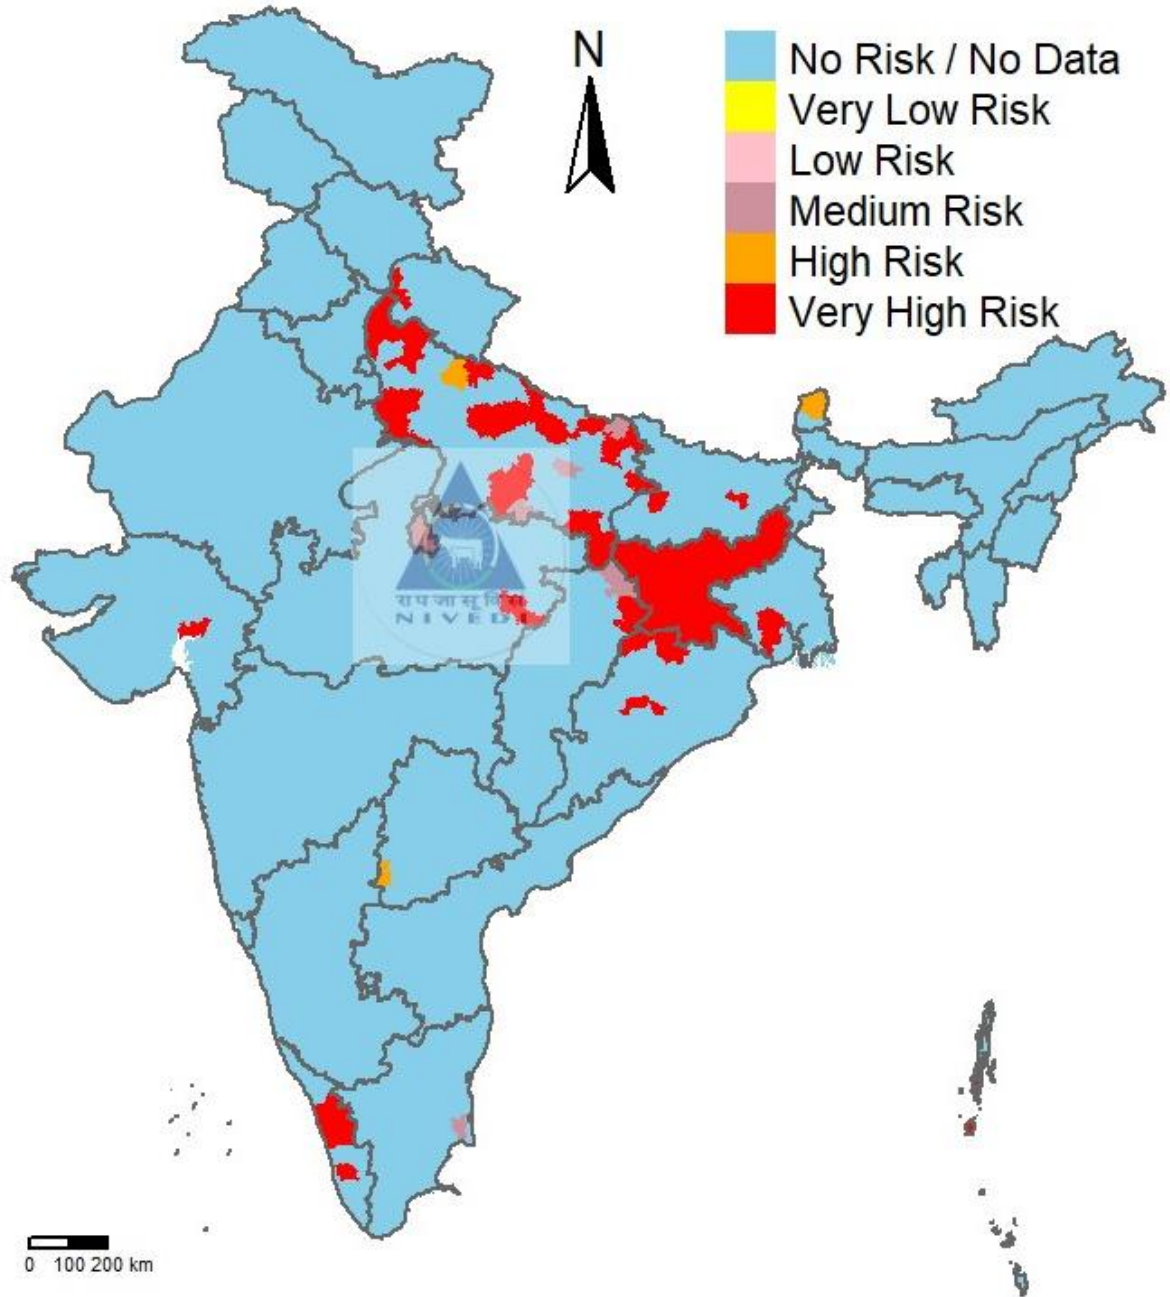 N
No Risk / No Data
Very Low Risk
Low Risk
Medium Risk
High Risk
Very High Risk
NIVEDI
0 100 200 km